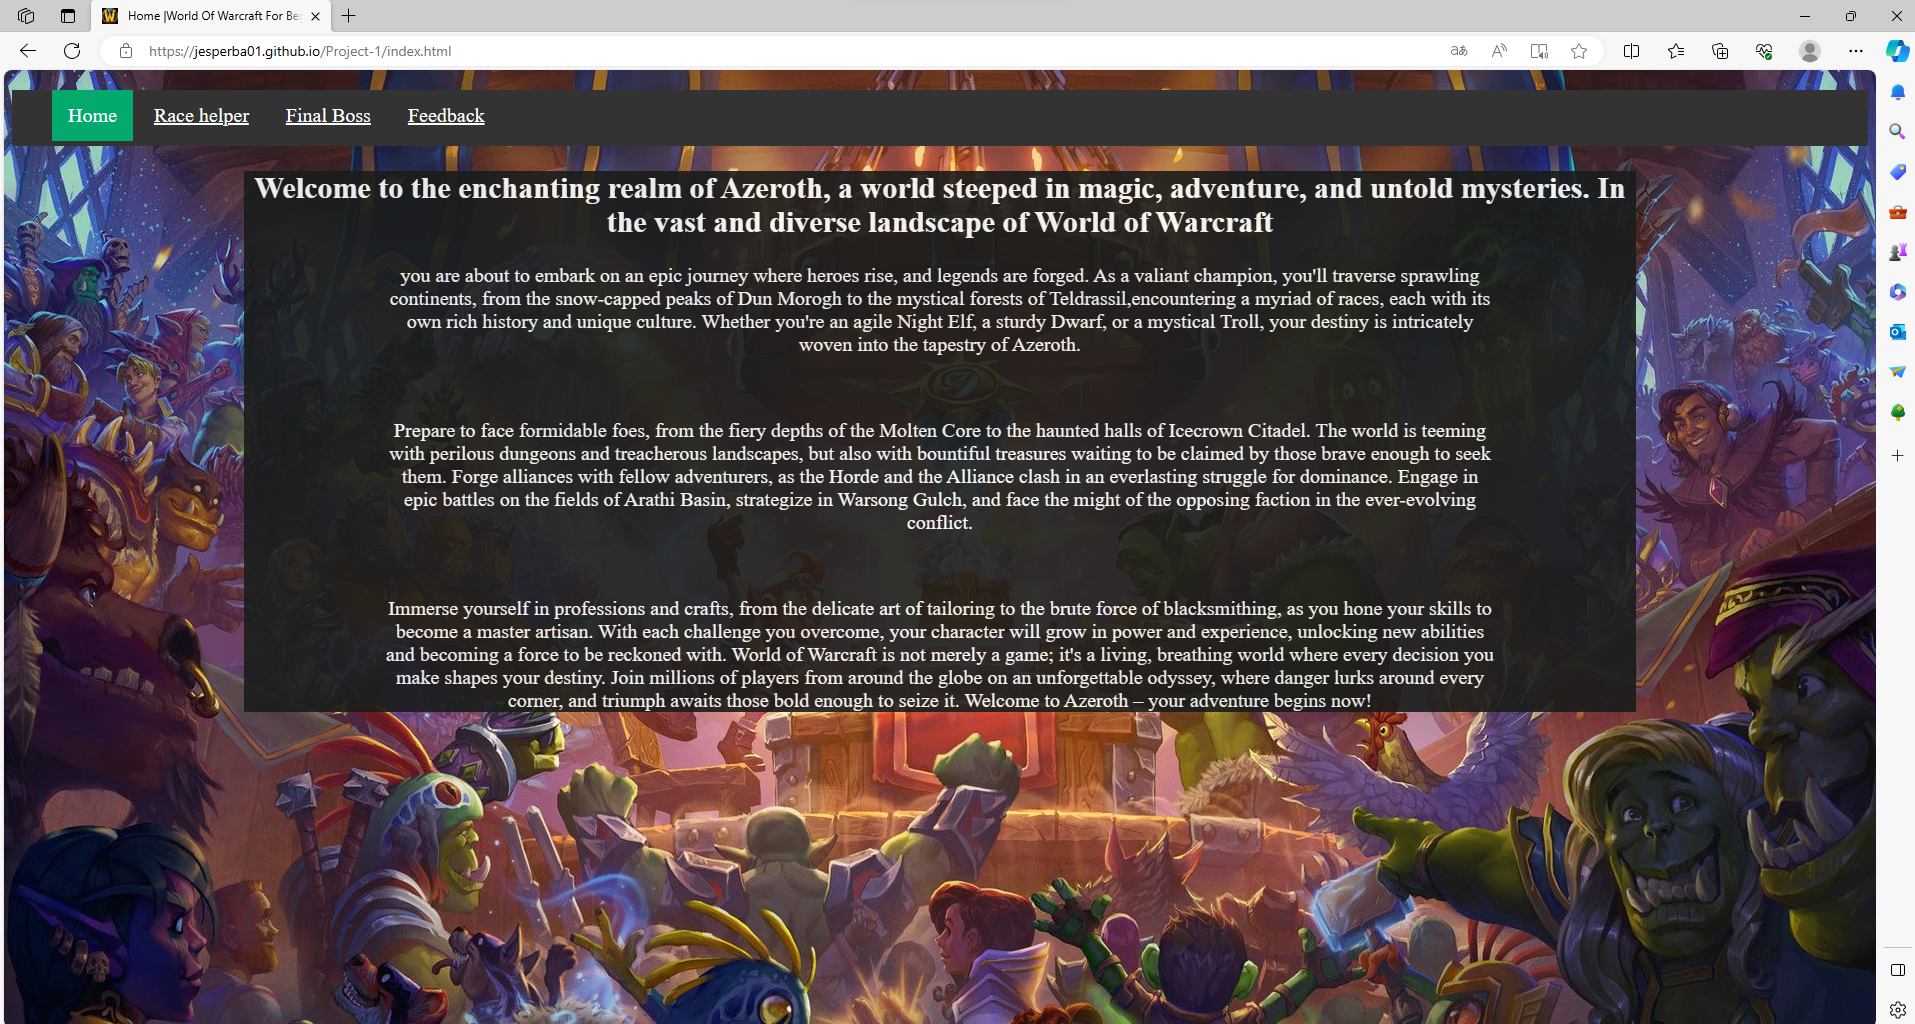 Home |World Of Warcraft For Be
https://jesperba01.github.io/Project-1/index.html
Home Race helper Final Boss Feedback
Welcome to the enchanting realm of Azeroth, a world steeped in magic, adventure, and untold mysteries. In
the vast and diverse landscape of World of Warcraft
you are about to embark on an epic journey where heroes rise, and legends are forged. As a valiant champion, you'll traverse sprawling
continents, from the snow-capped peaks of Dun Morogh to the mystical forests of Teldrassil,encountering a myriad of races, each with its
own rich history and unique culture. Whether you're an agile Night Elf, a sturdy Dwarf, or a mystical Troll, your destiny is intricately
woven into the tapestry of Azeroth.
Prepare to face formidable foes, from the fiery depths of the Molten Core to the haunted halls of Icecrown Citadel. The world is teeming
with perilous dungeons and treacherous landscapes, but also with bountiful treasures waiting to be claimed by those brave enough to seek
them. Forge alliances with fellow adventurers, as the Horde and the Alliance clash in an everlasting struggle for dominance. Engage in
epic battles on the fields of Arathi Basin, strategize in Warsong Gulch, and face the might of the opposing faction in the ever-evolving
conflict.
Immerse yourself in professions and crafts, from the delicate art of tailoring to the brute force of blacksmithing, as you hone your skills to
become a master artisan. With each challenge you overcome, your character will grow in power and experience, unlocking new abilities
and becoming a force to be reckoned with. World of Warcraft is not merely a game; it's a living, breathing world where every decision you
make shapes your destiny. Join millions of players from around the globe on an unforgettable odyssey, where danger lurks around every
corner, and triumph awaits those bold enough to seize it. Welcome to Azeroth – your adventure begins now!